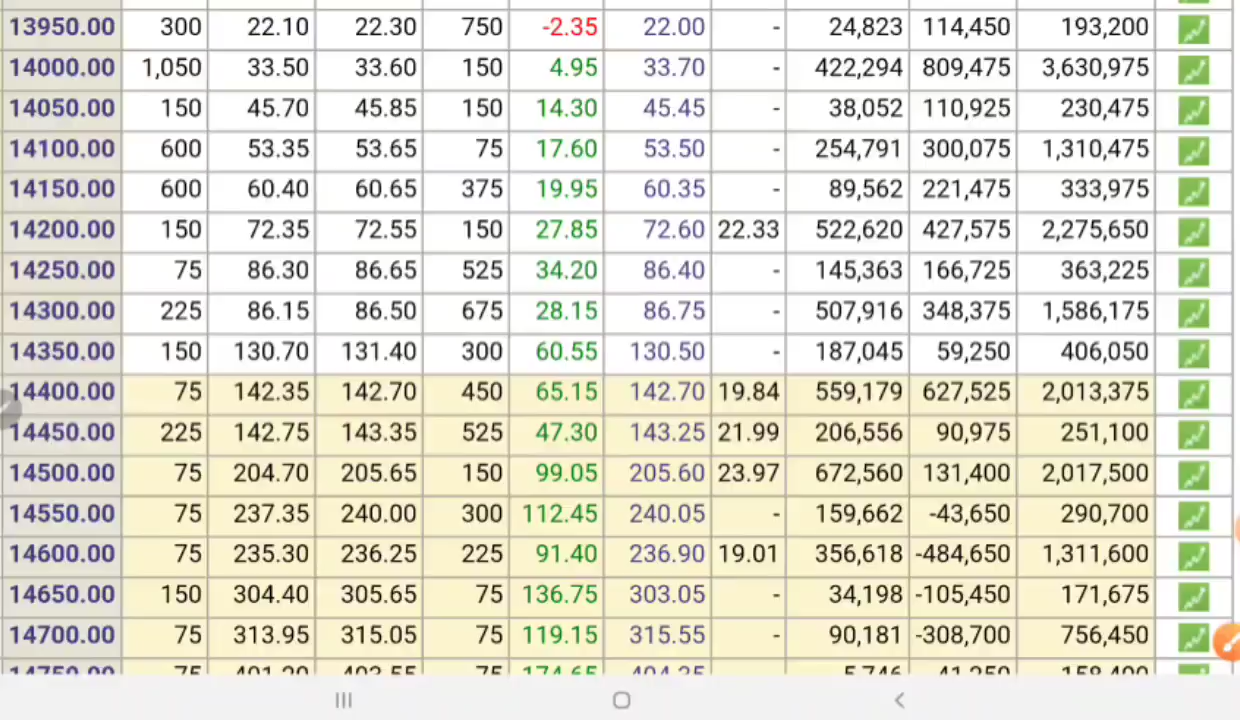 13950.00 300 22.10 22.30 750 -2.35 22.00 - 24,823 114,450 193,200
14000.00 1,050 33.50 33.60 150 4.95 33.70 - 422,294 809,475 3,630,975
14050.00 150 45.70 45.85 150 14.30 45.45 - 38,052 110,925 230,475
14100.00 600 53.35 53.65 75 17.60 53.50 - 254,791 300,075 1,310,475
14150.00 600 60.40 60.65 375 19.95 60.35 - 89,562 221,475 333,975
14200.00 150 72.35 72.55 150 27.85 72.60 22.33 522,620 427,575 2,275,650
14250.00 75 86.30 86.65 525 34.20 86.40 - 145,363 166,725 363,225
14300.00 225 86.15 86.50 675 28.15 86.75 - 507,916 348,375 1,586,175
14350.00 150 130.70 131.40 300 60.55 130.50 - 187,045 59,250 406,050
14400.00 75 142.35 142.70 450 65.15 142.70 19.84 559,179 627,525 2,013,375
14450.00 225 142.75 143.35 525 47.30 143.25 21.99 206,556 90,975 251,100
14500.00 75 204.70 205.65 150 99.05 205.60 23.97 672,560 131,400 2,017,500
14550.00 75 237.35 240.00 300 112.45 240.05 - 159,662 -43,650 290,700
14600.00 75 235.30 236.25 225 91.40 236.90 19.01 356,618 -484,650 1,311,600
14650.00 150 304.40 305.65 75 136.75 303.05 - 34,198 -105,450 171,675
14700.00 75 313.95 315.05 75 119.15 315.55 - 90,181 -308,700 756,450
14750.00 75